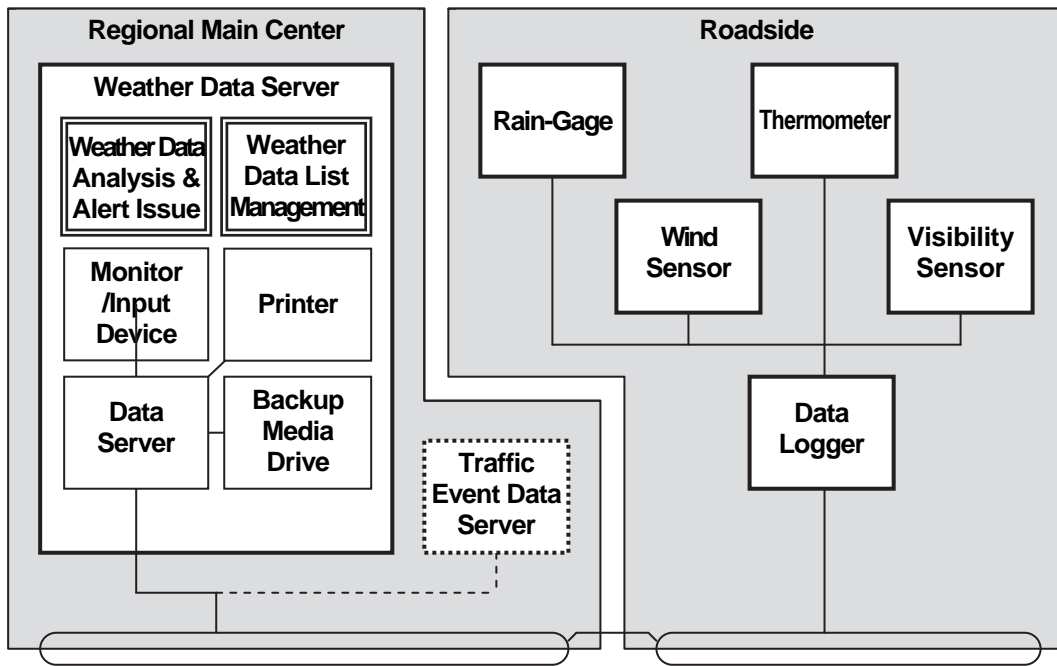 Regional Main Center
Weather Data Server
Weather Data
Analysis &
Alert Issue
Weather
Data List
Management
Monitor
/Input
Device
Printer
Data
Server
Backup
Media
Drive
Traffic
Event Data
Server
Roadside
Rain-Gage
Thermometer
Wind
Sensor
Visibility
Sensor
Data
Logger